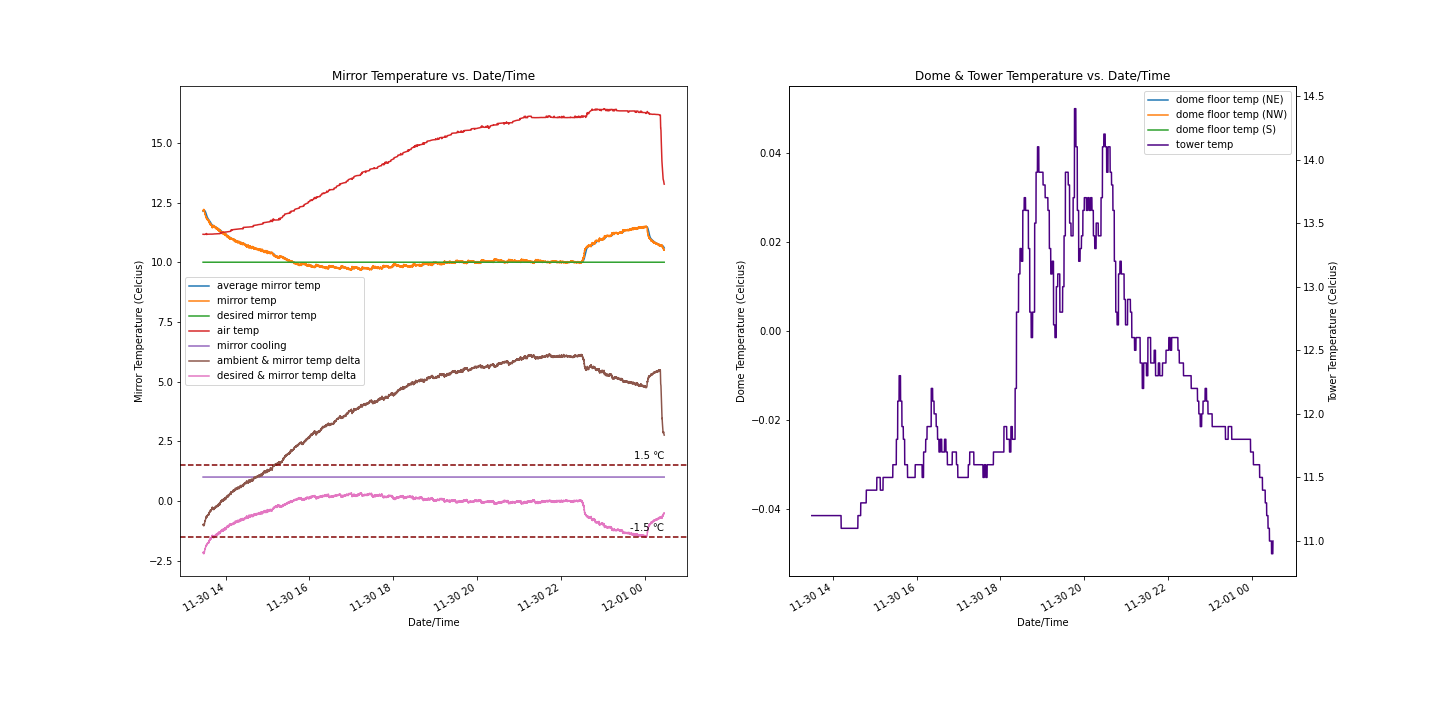 Mirror Temperature vs. Date/Time
Mirror Temperature (Celcius)
15.0
12.5
10.0
7.5
5.0
2.5
0.0
−2.5
average mirror temp
mirror temp
desired mirror temp
air temp
mirror cooling
ambient & mirror temp delta
desired & mirror temp delta
1.5 °C
-1.5 °C
11-30 14
11-30 16
11-30 18
11-30 20
11-30 22
12-01 00
Date/Time
Dome & Tower Temperature vs. Date/Time
Dome Temperature (Celcius)
0.04
0.02
0.00
−0.02
−0.04
dome floor temp (NE)
dome floor temp (NW)
dome floor temp (S)
tower temp
14.5
14.0
13.5
13.0
12.5
12.0
11.5
11.0
Tower Temperature (Celcius)
11-30 14
11-30 16
11-30 18
11-30 20
11-30 22
12-01 00
Date/Time